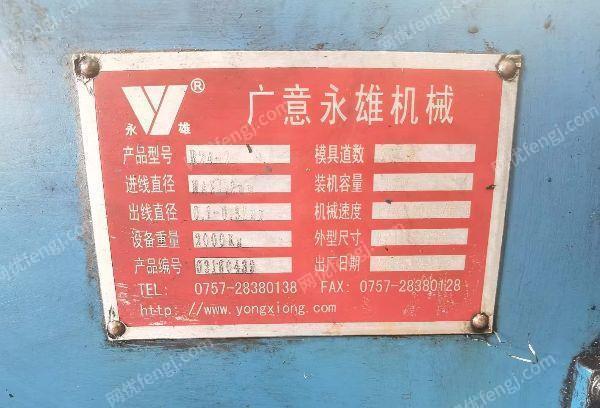 永雄®
广意永雄机械
产品型号
模具道数
进线直径
装机容量
出线直径
机械速度
设备重量 2000Kg
外型尺寸
产品编号
出厂日期
TEL: 0757-28380138 FAX: 0757-28380128
http://www.yongxiong.com